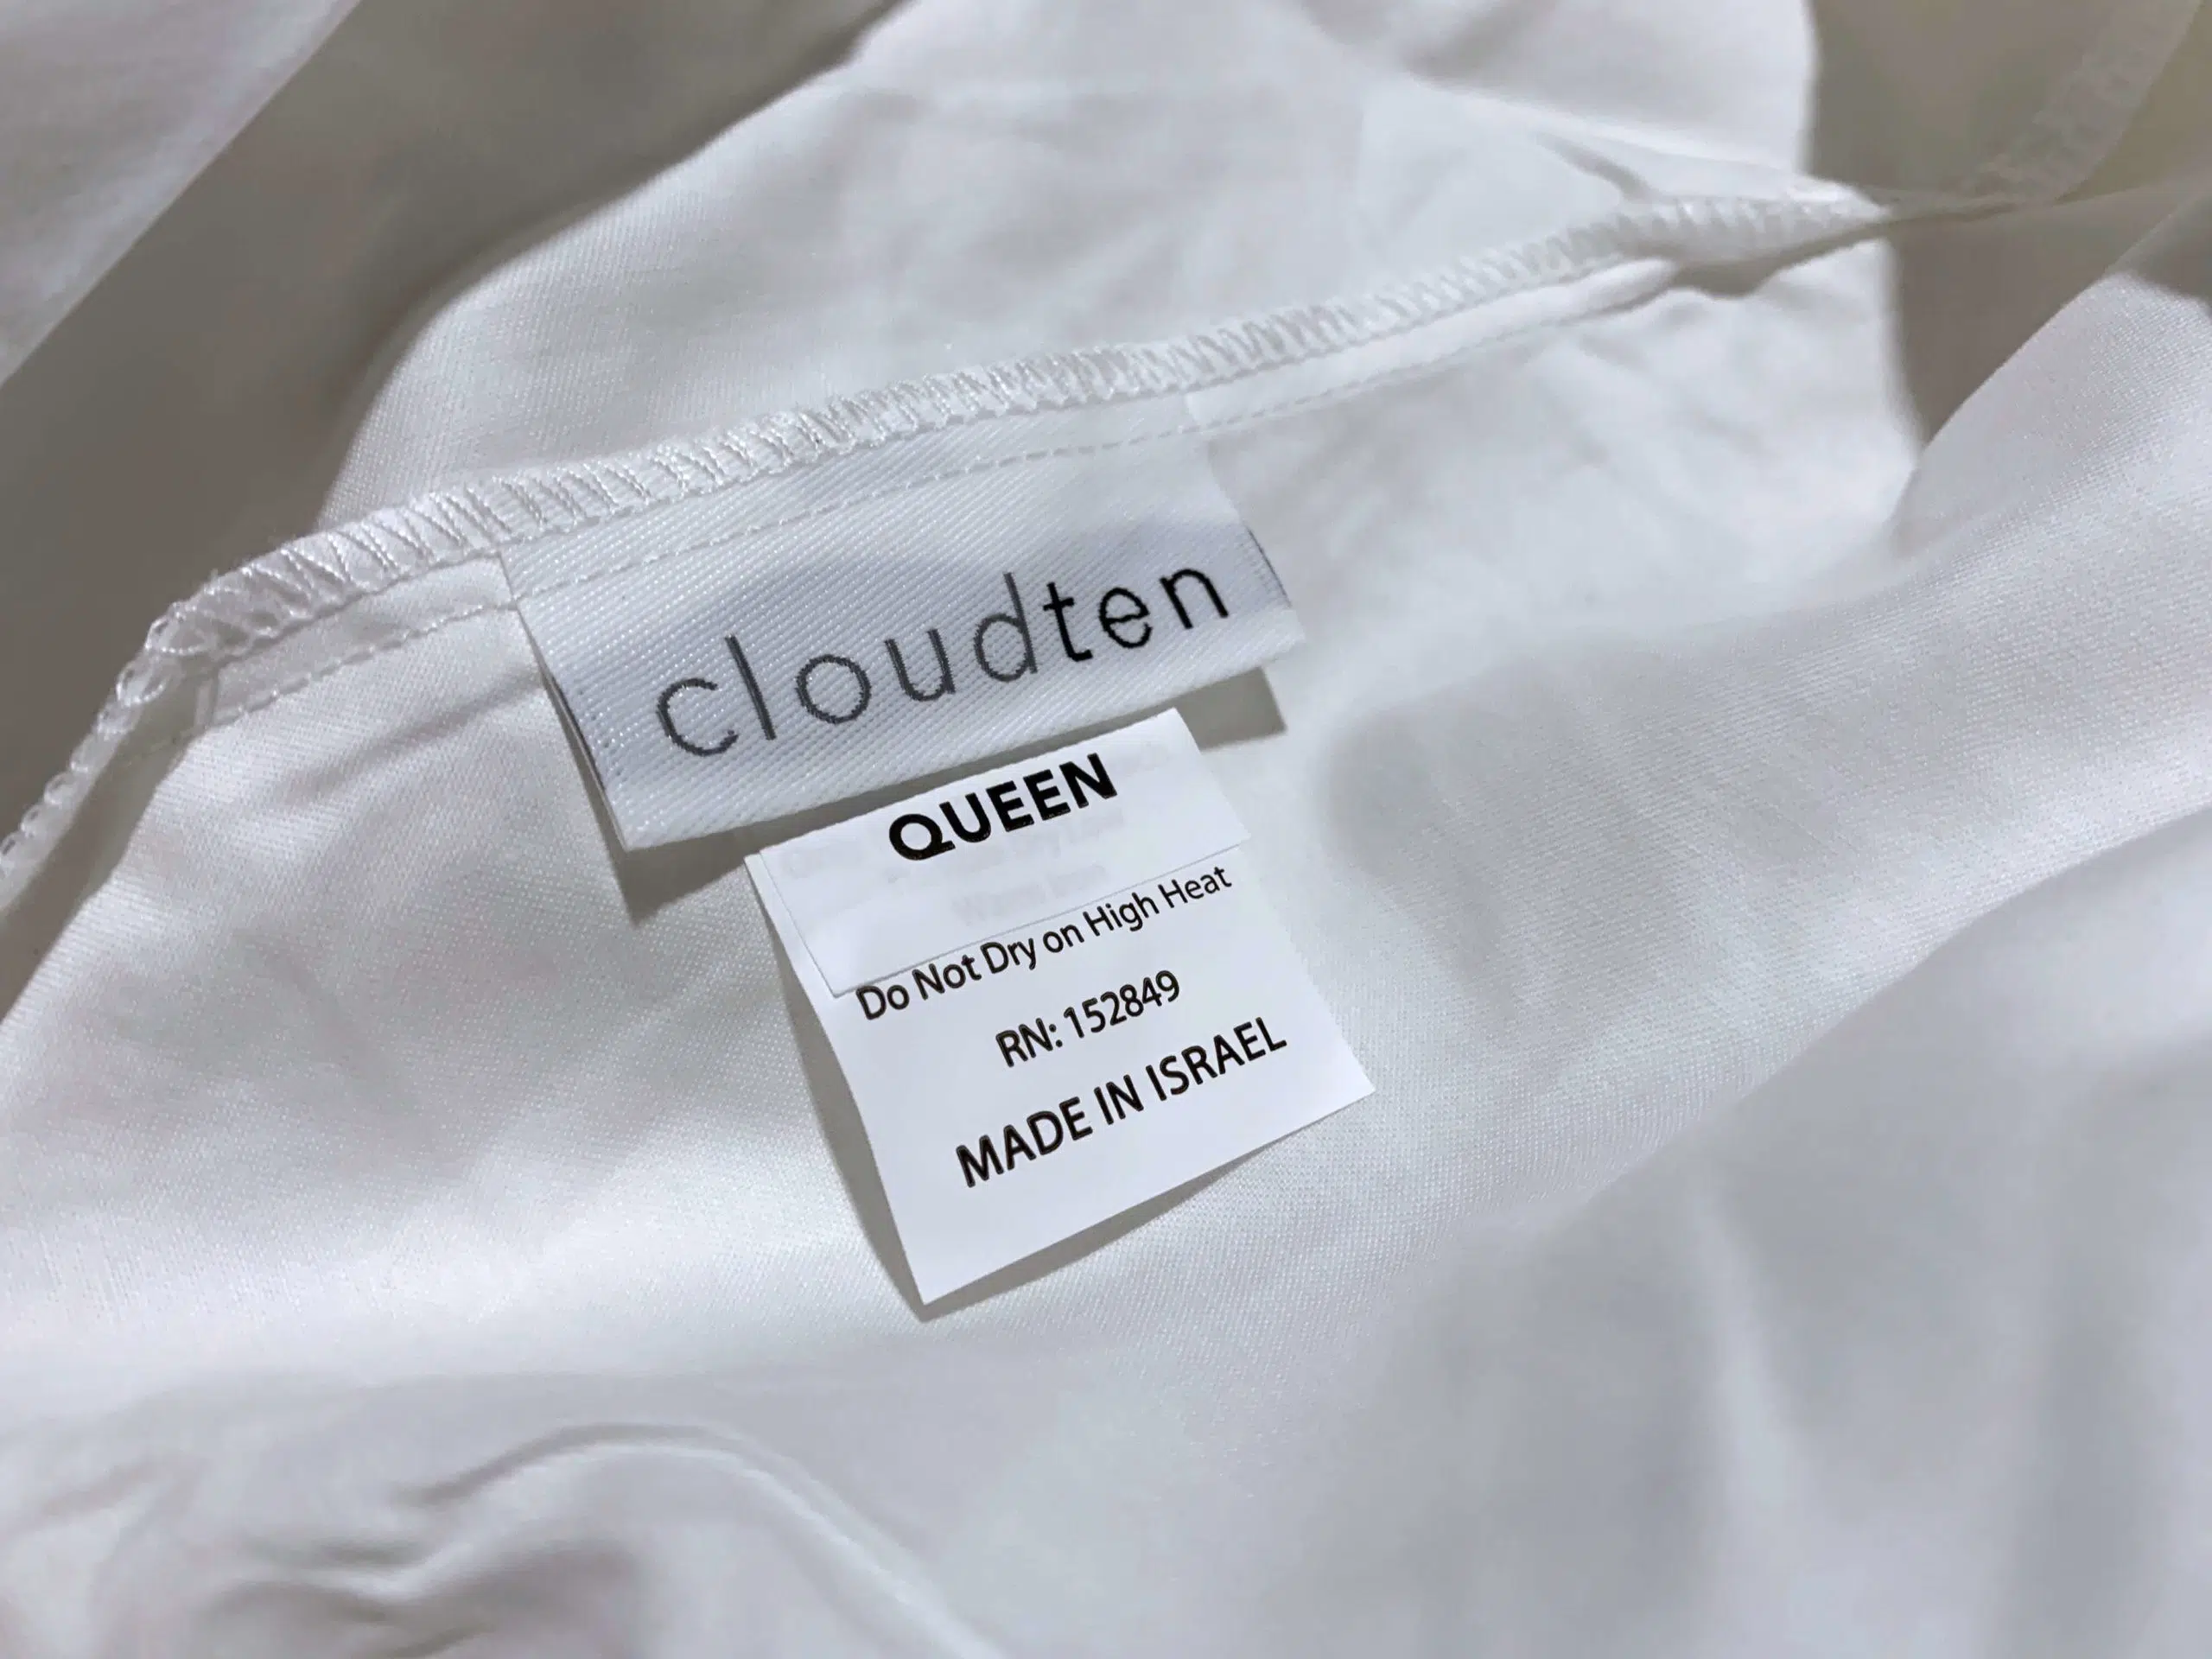 cloudten
QUEEN
Do Not Dry on High Heat
RN: 152849
MADE IN ISRAEL